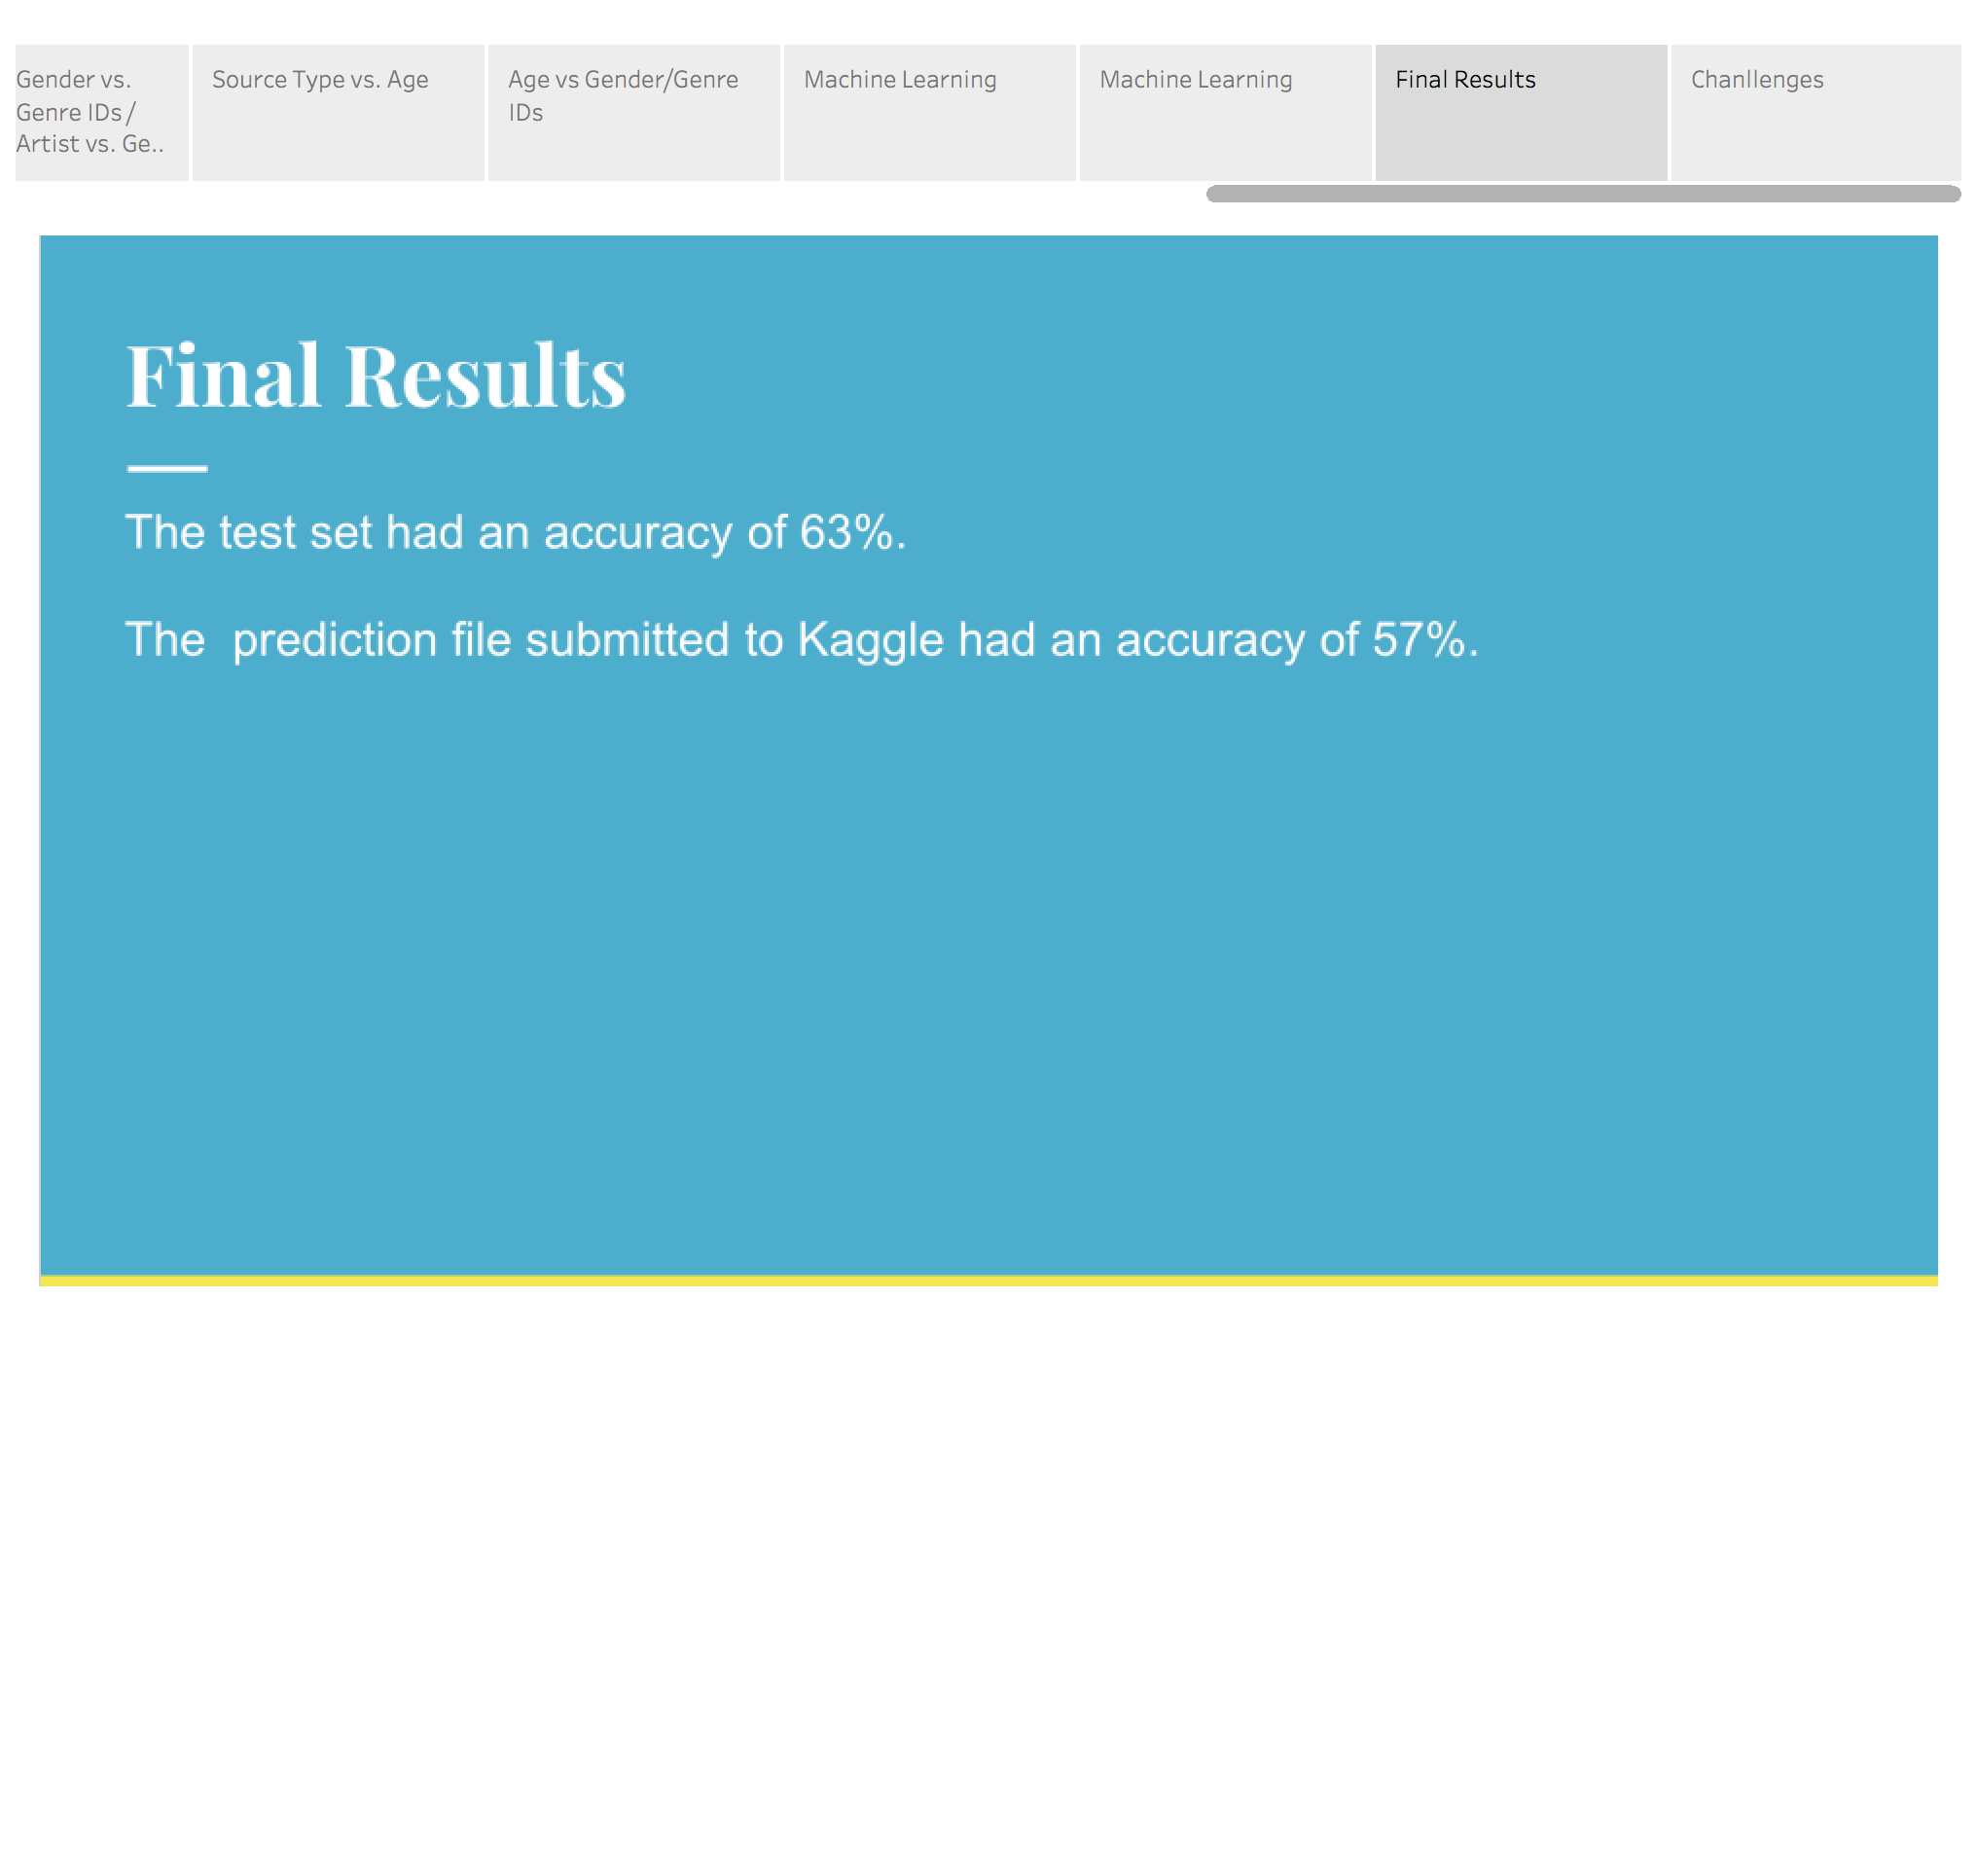 Gender vs.
Genre IDs /
Artist vs. Ge..
Source Type vs. Age
Age vs Gender/Genre
IDs
Machine Learning
Machine Learning
Final Results
Chanllenges
Final Results
The test set had an accuracy of 63%.
The  prediction file submitted to Kaggle had an accuracy of 57%.